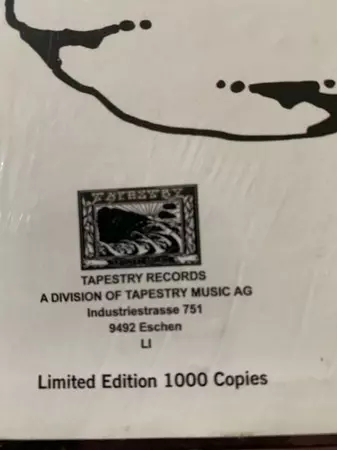 TAPESTRY
TAPESTRY RECORDS
A DIVISION OF TAPESTRY MUSIC AG
Industriestrasse 751
9492 Eschen
LI
Limited Edition 1000 Copies